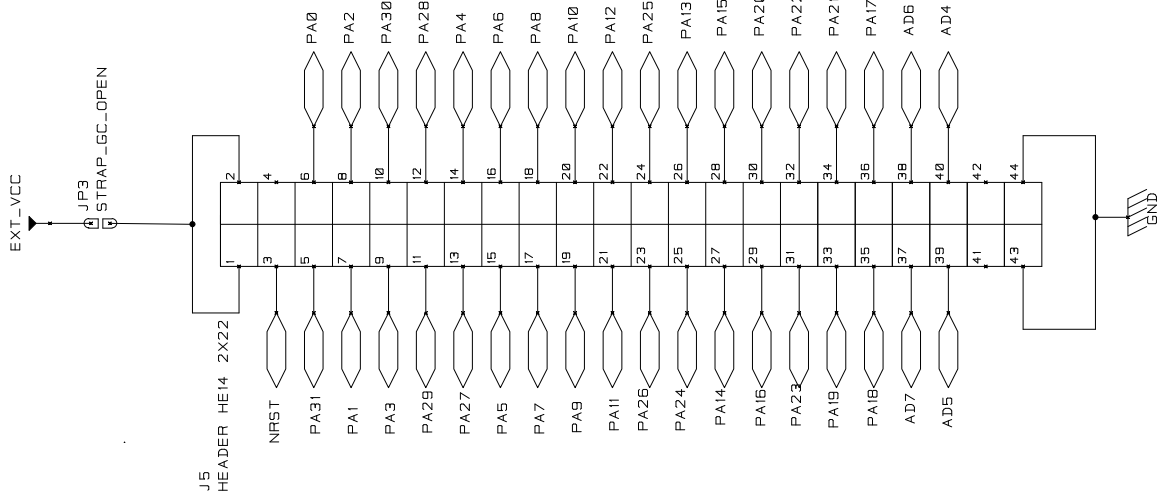 EXT_VCC
JP3
STRAP_GC_OPEN
PA0
PA2
PA30
PA28
PA4
PA6
PA8
PA10
PA12
PA25
PA13
PA15
PA20
PA22
PA21
PA17
AD6
AD4
2
4
6
8
10
12
14
16
18
20
22
24
26
28
30
32
34
36
38
40
42
44
1
3
5
7
9
11
13
15
17
19
21
23
25
27
29
31
33
35
37
39
41
43
GND
NRST
PA31
PA1
PA3
PA29
PA27
PA5
PA7
PA9
PA11
PA26
PA24
PA14
PA16
PA23
PA19
PA18
AD7
AD5
J5
HEADER HE14 2X22